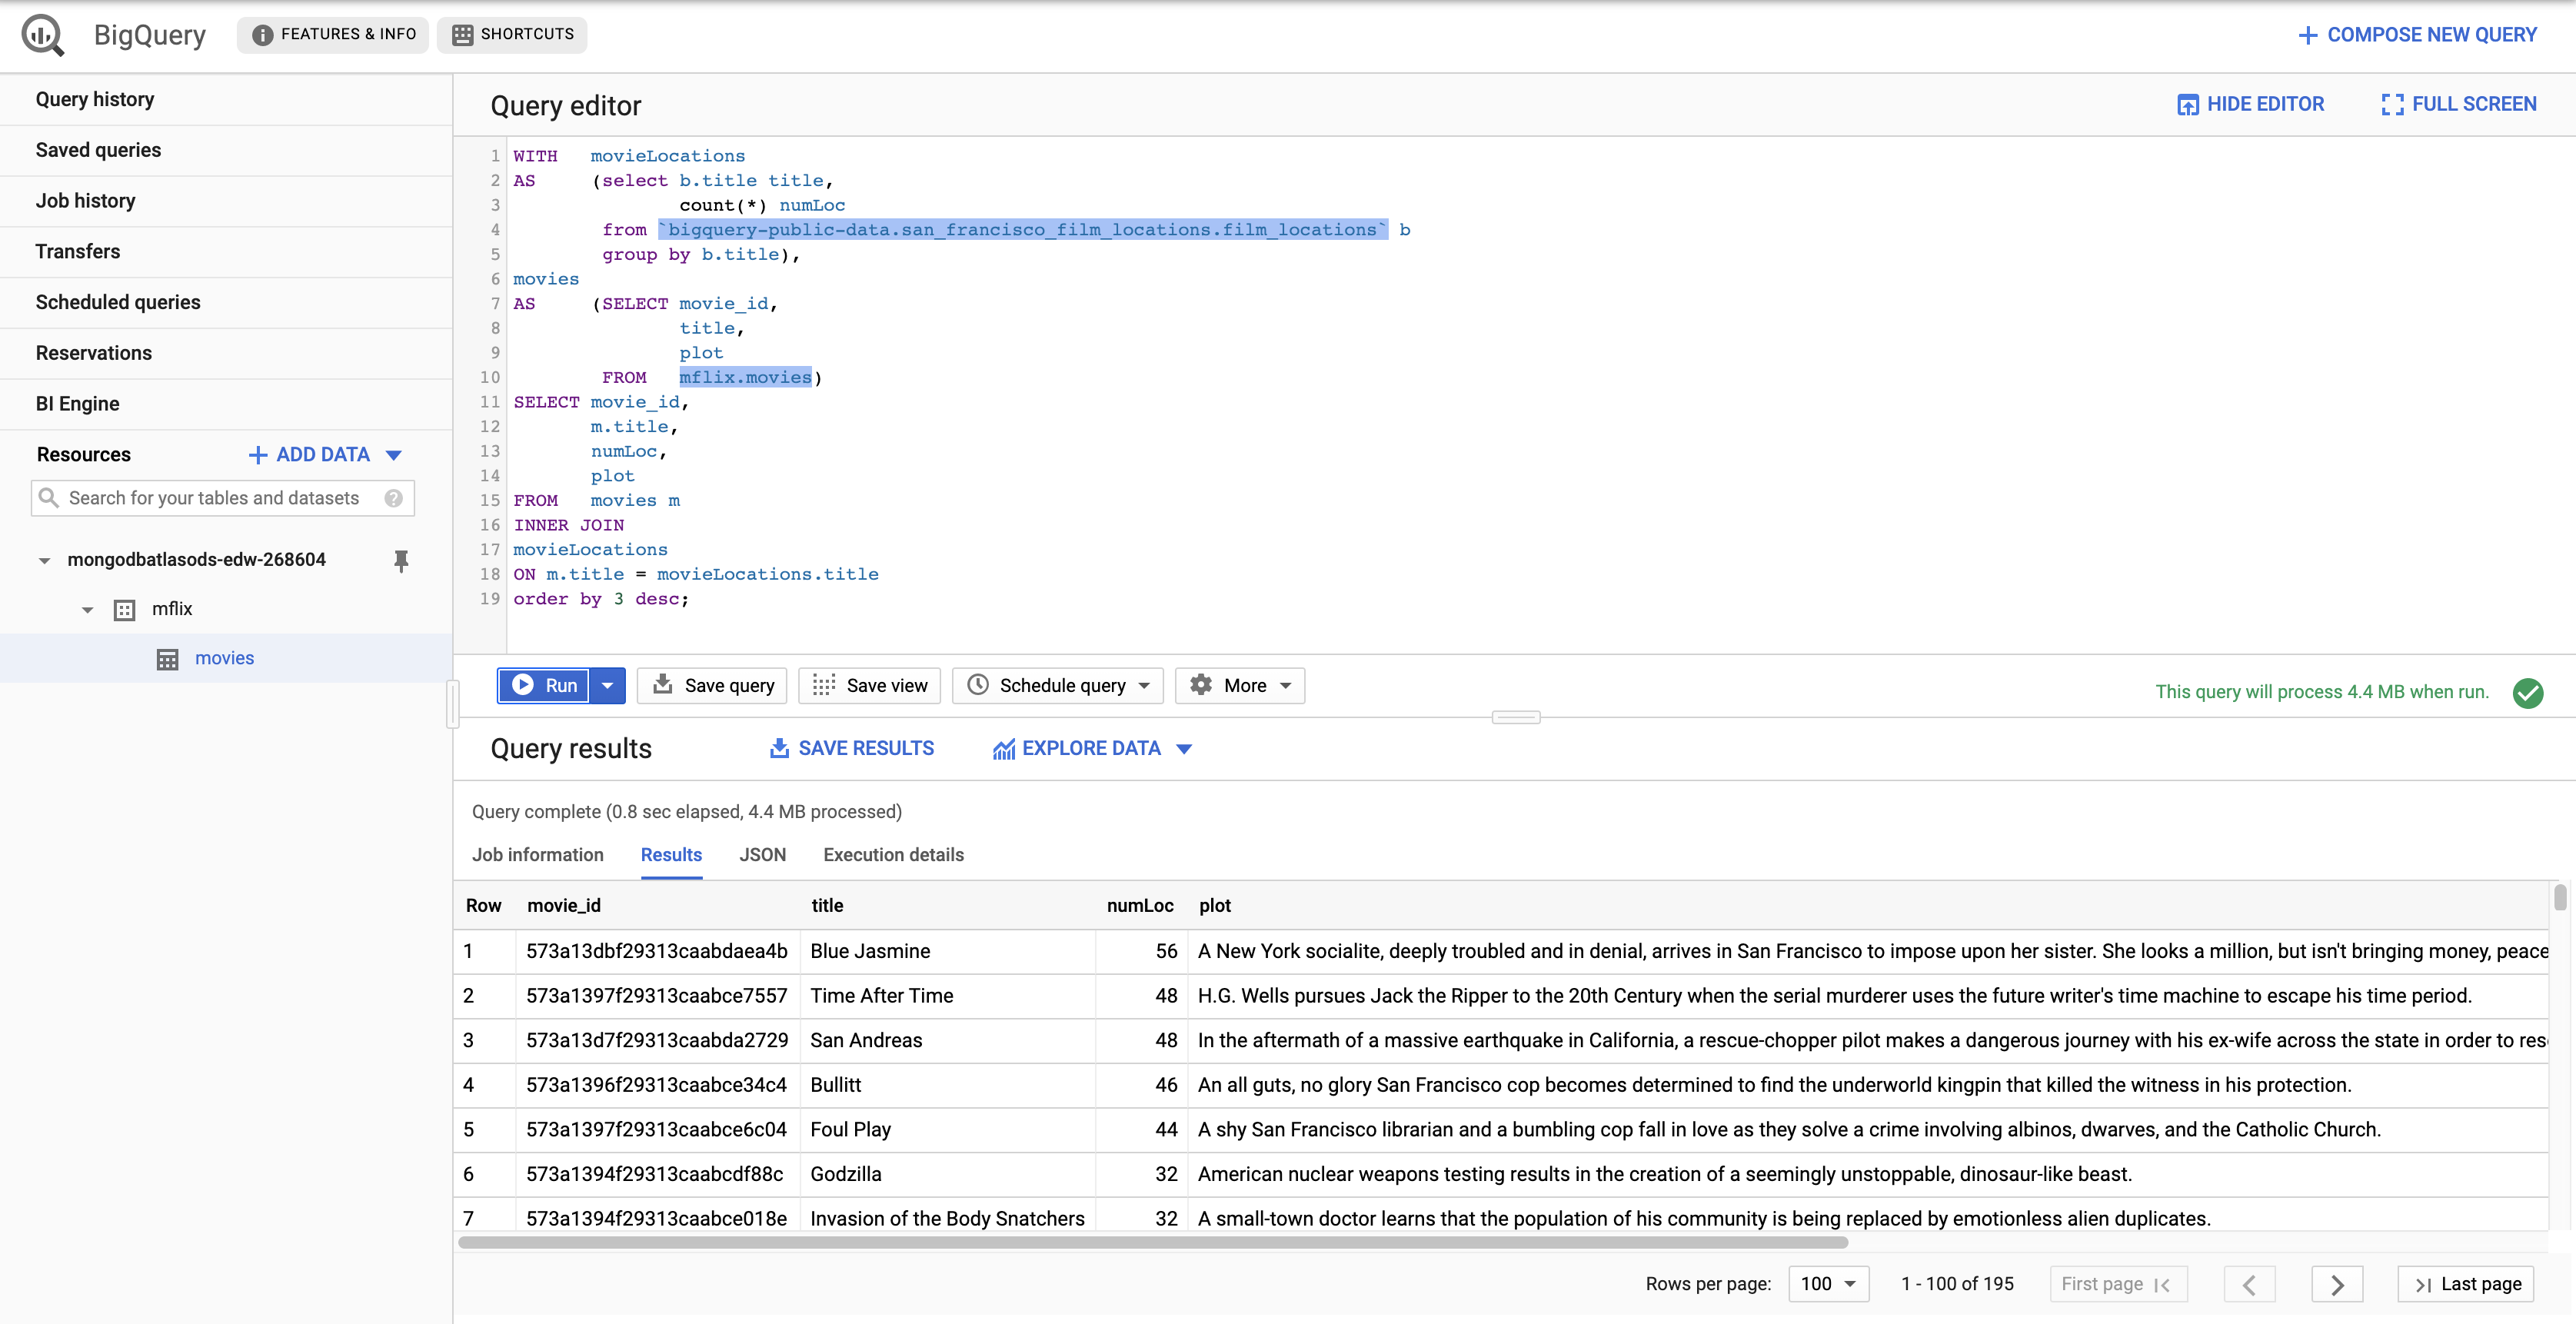 BigQuery FEATURES & INFO SHORTCUTS COMPOSE NEW QUERY
Query history
Saved queries
Job history
Transfers
Scheduled queries
Reservations
BI Engine
Resources ADD DATA
Search for your tables and datasets
mongodbatlasods-edw-268604
mflix
movies
Query editor HIDE EDITOR FULL SCREEN
1 WITH movieLocations
2 AS (select b.title title,
3 count(*) numLoc
4 from `bigquery-public-data.san_francisco_film_locations.film_locations` b
5 group by b.title),
6 movies
7 AS (SELECT movie_id,
8 title,
9 plot
10 FROM mflix.movies)
11 SELECT movie_id,
12 m.title,
13 numLoc,
14 plot
15 FROM movies m
16 INNER JOIN
17 movieLocations
18 ON m.title = movieLocations.title
19 order by 3 desc;
Run Save query Save view Schedule query More This query will process 4.4 MB when run.
Query results SAVE RESULTS EXPLORE DATA
Query complete (0.8 sec elapsed, 4.4 MB processed)
Job information Results JSON Execution details
Row movie_id title numLoc plot
1 573a13dbf29313caabdaea4b Blue Jasmine 56 A New York socialite, deeply troubled and in denial, arrives in San Francisco to impose upon her sister. She looks a million, but isn't bringing money, peace
2 573a1397f29313caabce7557 Time After Time 48 H.G. Wells pursues Jack the Ripper to the 20th Century when the serial murderer uses the future writer's time machine to escape his time period.
3 573a13d7f29313caabda2729 San Andreas 48 In the aftermath of a massive earthquake in California, a rescue-chopper pilot makes a dangerous journey with his ex-wife across the state in order to res
4 573a1396f29313caabce34c4 Bullitt 46 An all guts, no glory San Francisco cop becomes determined to find the underworld kingpin that killed the witness in his protection.
5 573a1397f29313caabce6c04 Foul Play 44 A shy San Francisco librarian and a bumbling cop fall in love as they solve a crime involving albinos, dwarves, and the Catholic Church.
6 573a1394f29313caabcdf88c Godzilla 32 American nuclear weapons testing results in the creation of a seemingly unstoppable, dinosaur-like beast.
7 573a1394f29313caabce018e Invasion of the Body Snatchers 32 A small-town doctor learns that the population of his community is being replaced by emotionless alien duplicates.
Rows per page: 100 1 - 100 of 195 First page Last page